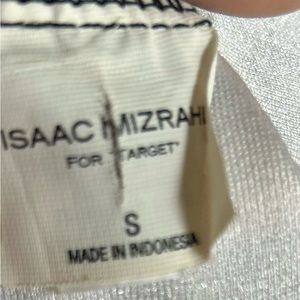 ISAAC MIZRAHI
FOR TARGET
S
MADE IN INDONESIA